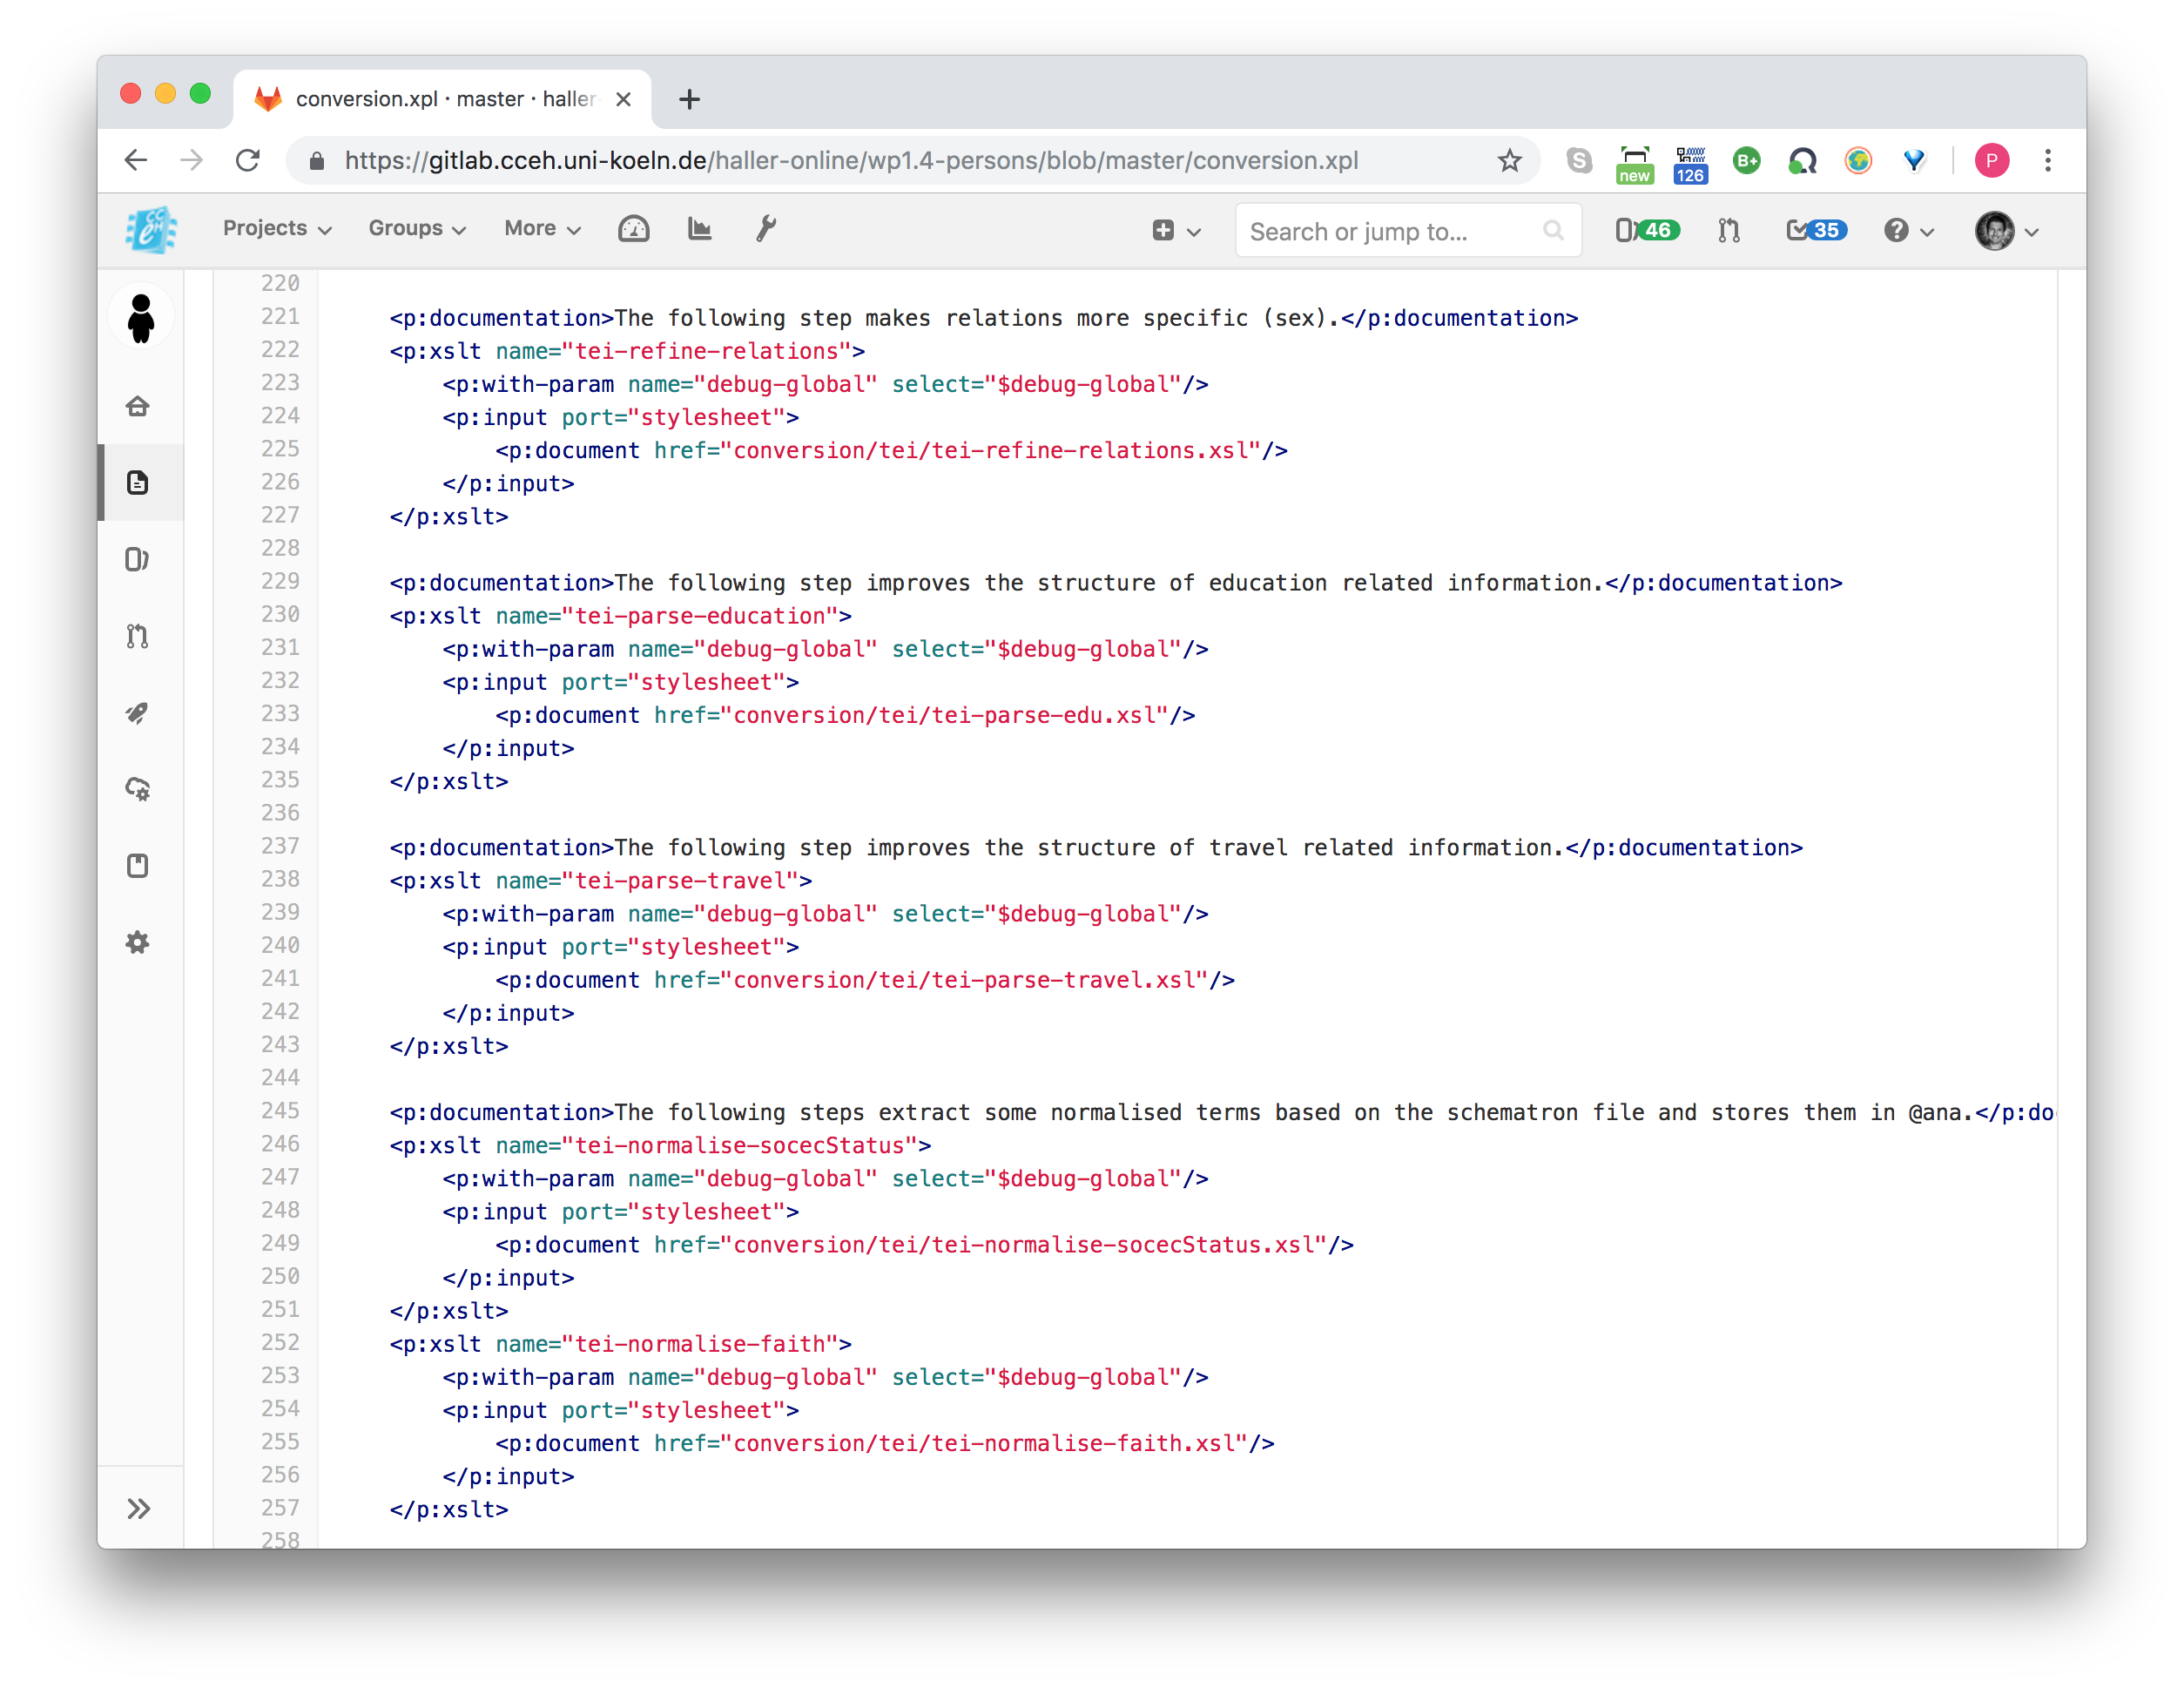 conversion.xpl · master · haller
https://gitlab.cceh.uni-koeln.de/haller-online/wp1.4-persons/blob/master/conversion.xpl
S
new
126
B+
P
CCeH
Projects
Groups
More
Search or jump to...
46
35
220
221 <p:documentation>The following step makes relations more specific (sex).</p:documentation>
222 <p:xslt name="tei-refine-relations">
223 <p:with-param name="debug-global" select="$debug-global"/>
224 <p:input port="stylesheet">
225 <p:document href="conversion/tei/tei-refine-relations.xsl"/>
226 </p:input>
227 </p:xslt>
228
229 <p:documentation>The following step improves the structure of education related information.</p:documentation>
230 <p:xslt name="tei-parse-education">
231 <p:with-param name="debug-global" select="$debug-global"/>
232 <p:input port="stylesheet">
233 <p:document href="conversion/tei/tei-parse-edu.xsl"/>
234 </p:input>
235 </p:xslt>
236
237 <p:documentation>The following step improves the structure of travel related information.</p:documentation>
238 <p:xslt name="tei-parse-travel">
239 <p:with-param name="debug-global" select="$debug-global"/>
240 <p:input port="stylesheet">
241 <p:document href="conversion/tei/tei-parse-travel.xsl"/>
242 </p:input>
243 </p:xslt>
244
245 <p:documentation>The following steps extract some normalised terms based on the schematron file and stores them in @ana.</p:do
246 <p:xslt name="tei-normalise-socecStatus">
247 <p:with-param name="debug-global" select="$debug-global"/>
248 <p:input port="stylesheet">
249 <p:document href="conversion/tei/tei-normalise-socecStatus.xsl"/>
250 </p:input>
251 </p:xslt>
252 <p:xslt name="tei-normalise-faith">
253 <p:with-param name="debug-global" select="$debug-global"/>
254 <p:input port="stylesheet">
255 <p:document href="conversion/tei/tei-normalise-faith.xsl"/>
256 </p:input>
257 </p:xslt>
258